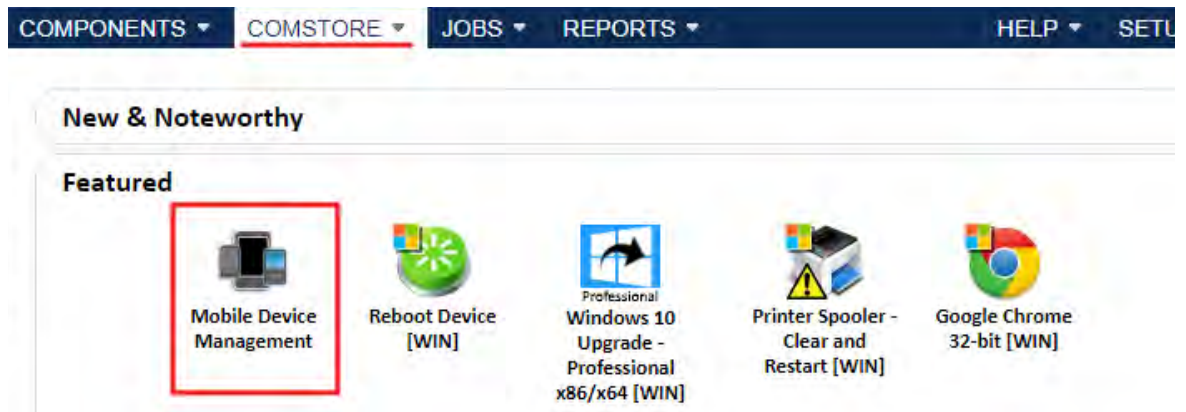 COMPONENTS COMSTORE JOBS REPORTS HELP SETU
New & Noteworthy
Featured
Mobile Device
Management
Reboot Device
[WIN]
Professional
Windows 10
Upgrade -
Professional
x86/x64 [WIN]
Printer Spooler -
Clear and
Restart [WIN]
Google Chrome
32-bit [WIN]